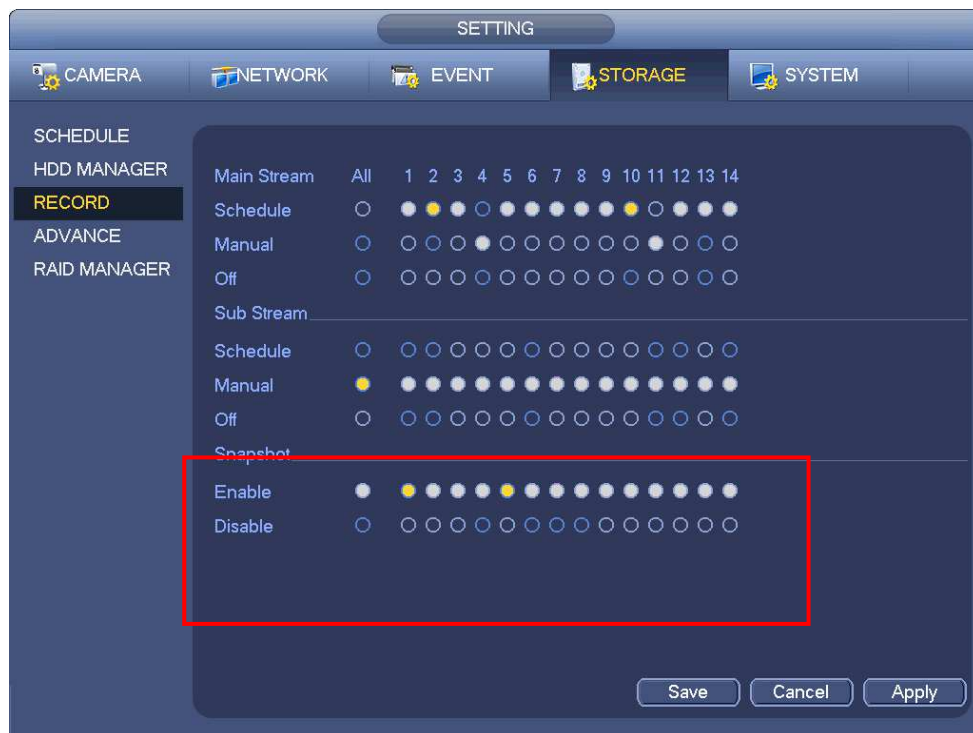 SETTING
CAMERA NETWORK EVENT STORAGE SYSTEM
SCHEDULE
HDD MANAGER
RECORD
ADVANCE
RAID MANAGER
Main Stream All 1 2 3 4 5 6 7 8 9 10 11 12 13 14
Schedule
Manual
Off
Sub Stream
Schedule
Manual
Off
Snapshot
Enable
Disable
Save Cancel Apply